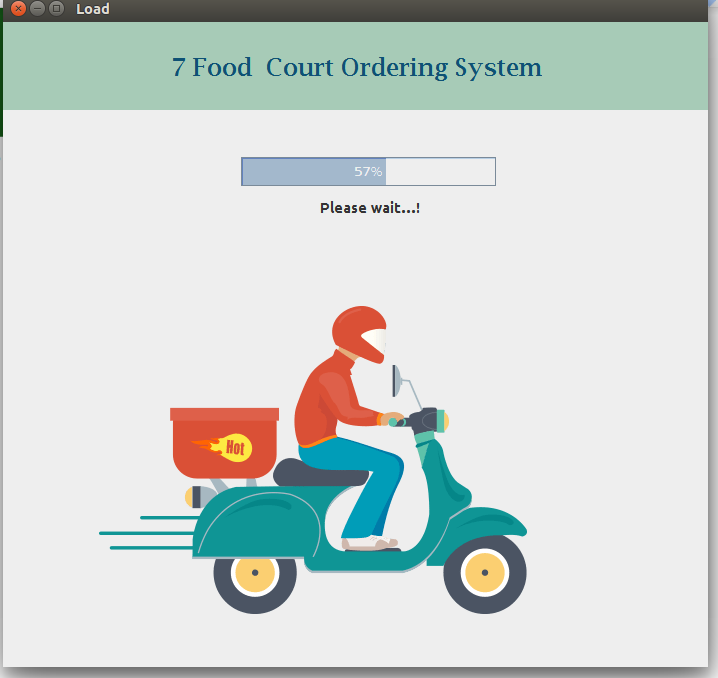 Load
7 Food  Court Ordering System
57%
Please wait...!
Hot